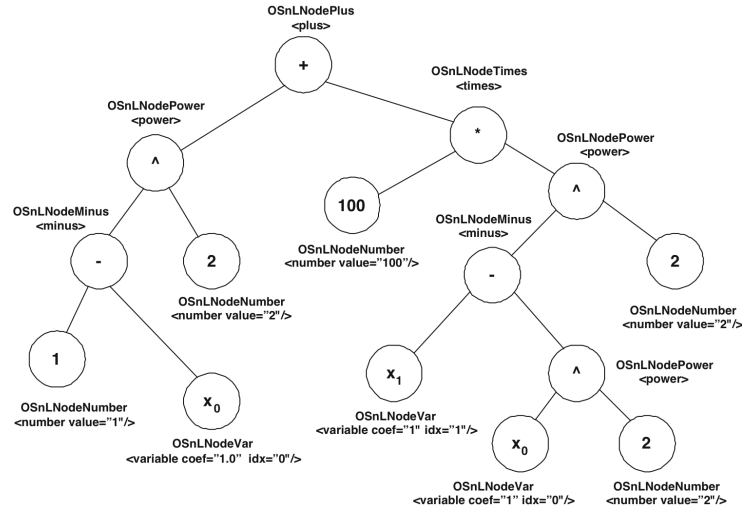 OSnLNodePlus
<plus>
+
OSnLNodeTimes
<times>
*
OSnLNodePower
<power>
^
OSnLNodePower
<power>
^
100
OSnLNodeNumber
<number value="100"/>
OSnLNodeMinus
<minus>
-
2
OSnLNodeNumber
<number value="2"/>
OSnLNodeMinus
<minus>
-
2
OSnLNodeNumber
<number value="2"/>
1
OSnLNodeNumber
<number value="1"/>
x0
OSnLNodeVar
<variable coef="1.0" idx="0"/>
x1
OSnLNodeVar
<variable coef="1" idx="1"/>
OSnLNodePower
<power>
^
x0
OSnLNodeVar
<variable coef="1" idx="0"/>
2
OSnLNodeNumber
<number value="2"/>